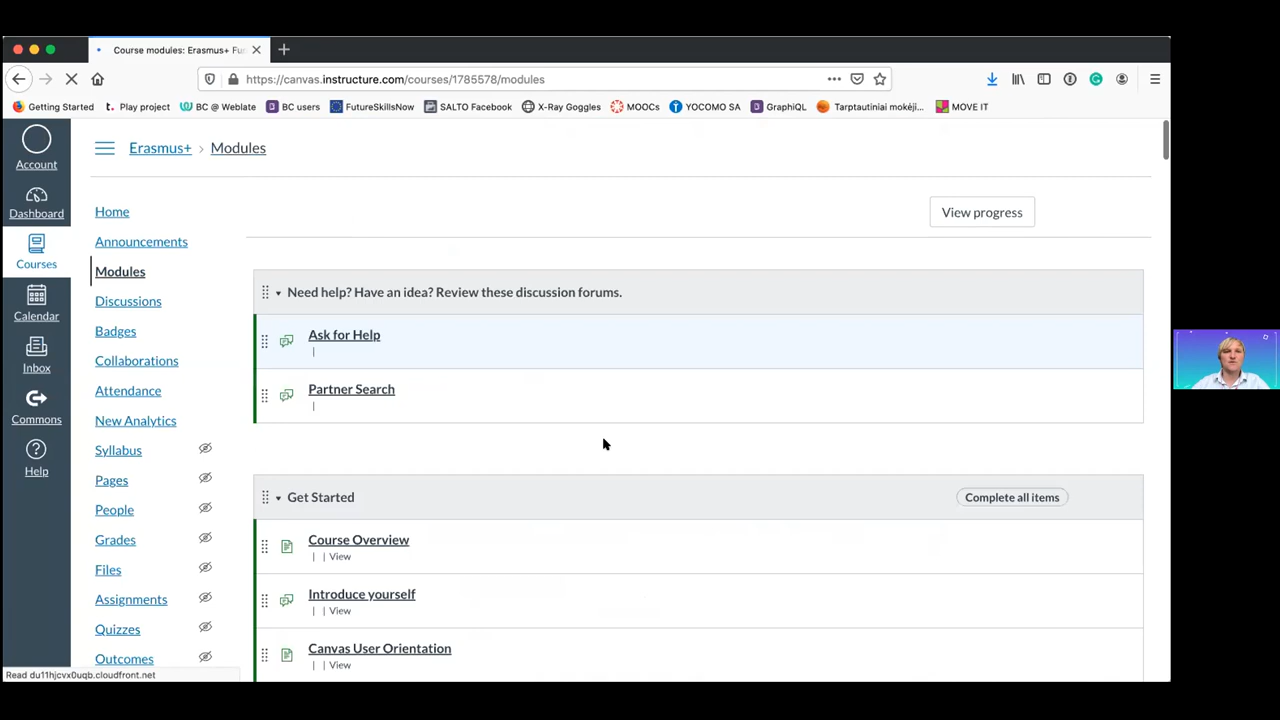 Course modules: Erasmus+ Fu
https://canvas.instructure.com/courses/1785578/modules
Getting Started Play project BC @ Weblate BC users FutureSkillsNow SALTO Facebook X-Ray Goggles MOOCs YOCOMO SA GraphiQL Tarptautiniai mokėji... MOVE IT
Account
Dashboard
Courses
Calendar
Inbox
Commons
Help
Erasmus+ › Modules
Home
Announcements
Modules
Discussions
Badges
Collaborations
Attendance
New Analytics
Syllabus
Pages
People
Grades
Files
Assignments
Quizzes
Outcomes
View progress
Need help? Have an idea? Review these discussion forums.
Ask for Help
|
Partner Search
|
Get Started
Complete all items
Course Overview
| | View
Introduce yourself
| | View
Canvas User Orientation
| | View
Read du11hjcvx0uqb.cloudfront.net